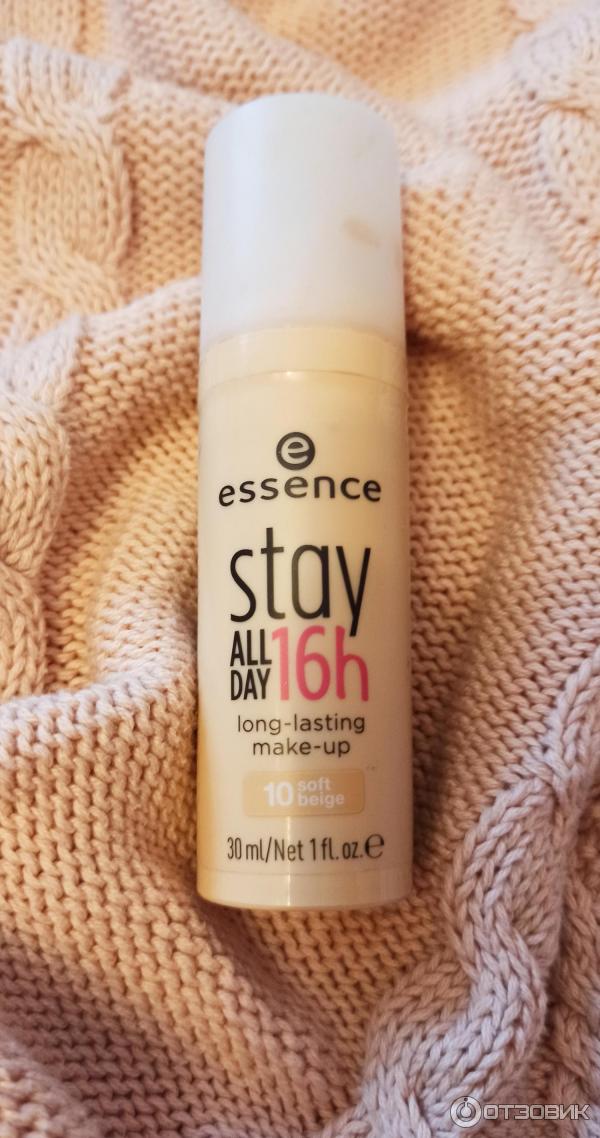 e
essence
stay
ALL
DAY 16h
long-lasting
make-up
10 soft
beige
30 ml/Net 1 fl. oz. ℮
ОТЗОВИК